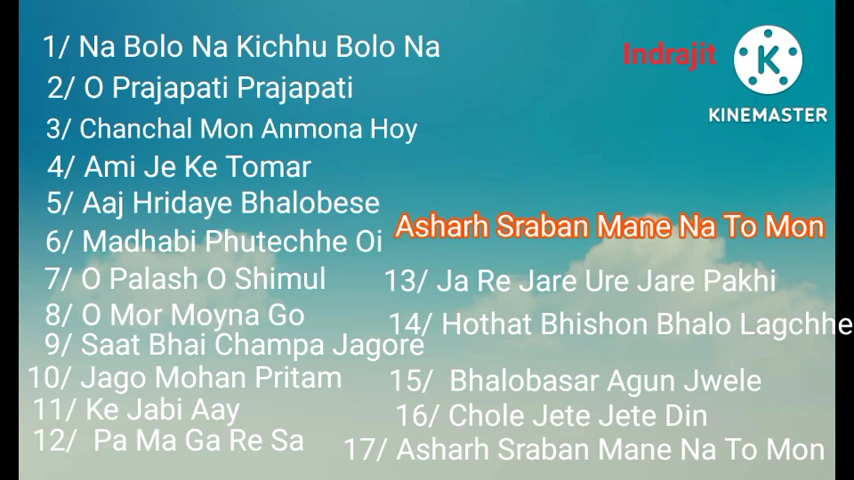 1/ Na Bolo Na Kichhu Bolo Na
2/ O Prajapati Prajapati
3/ Chanchal Mon Anmona Hoy
4/ Ami Je Ke Tomar
5/ Aaj Hridaye Bhalobese
6/ Madhabi Phutechhe Oi
7/ O Palash O Shimul
8/ O Mor Moyna Go
9/ Saat Bhai Champa Jagore
10/ Jago Mohan Pritam
11/ Ke Jabi Aay
12/ Pa Ma Ga Re Sa
Indrajit
K
KINEMASTER
Asharh Sraban Mane Na To Mon
13/ Ja Re Jare Ure Jare Pakhi
14/ Hothat Bhishon Bhalo Lagchhe
15/ Bhalobasar Agun Jwele
16/ Chole Jete Jete Din
17/ Asharh Sraban Mane Na To Mon